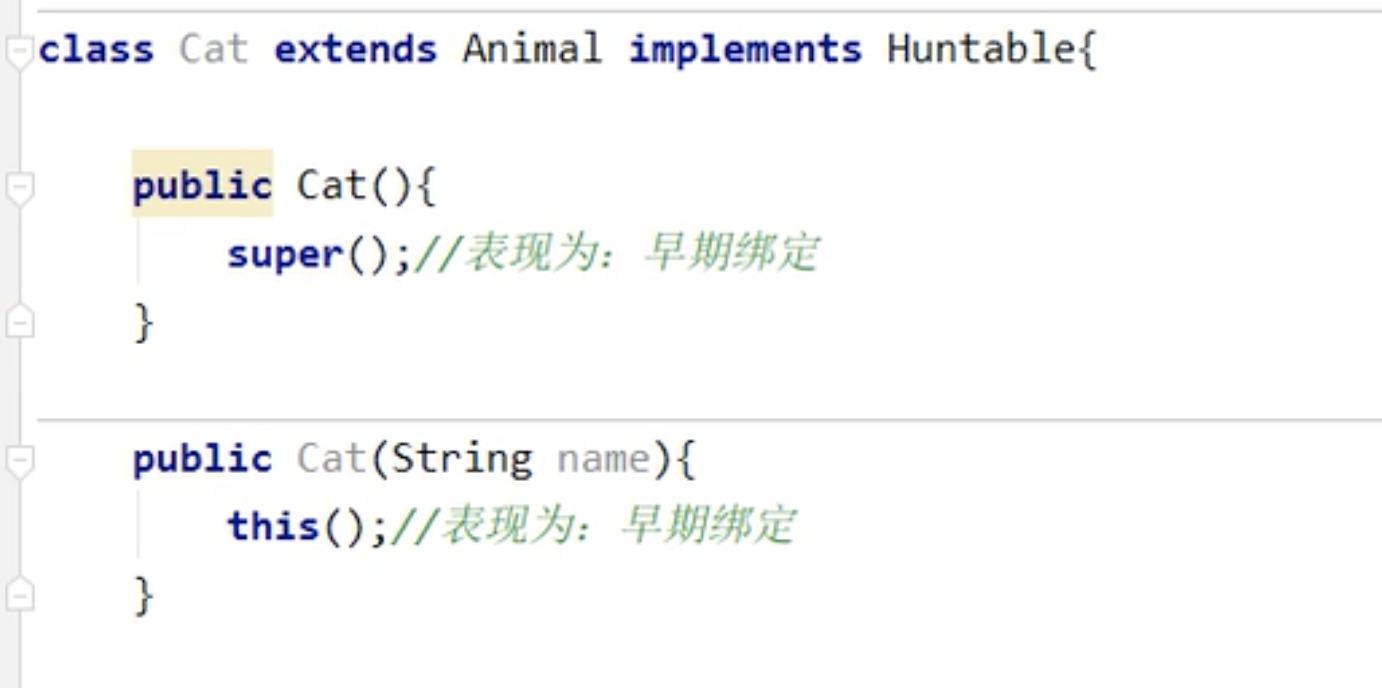 class Cat extends Animal implements Huntable{
public Cat(){
super();//表现为：早期绑定
}
public Cat(String name){
this();//表现为：早期绑定
}